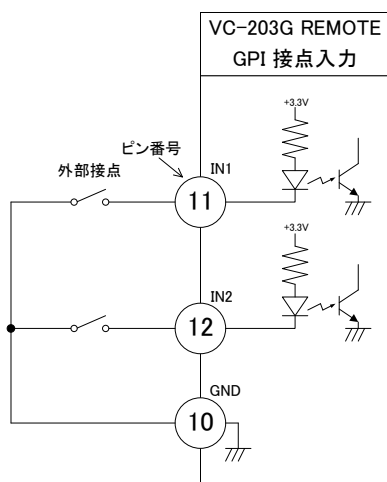 VC-203G REMOTE
GPI 接点入力
+3.3V
ピン番号
IN1
外部接点
11
+3.3V
IN2
12
GND
10